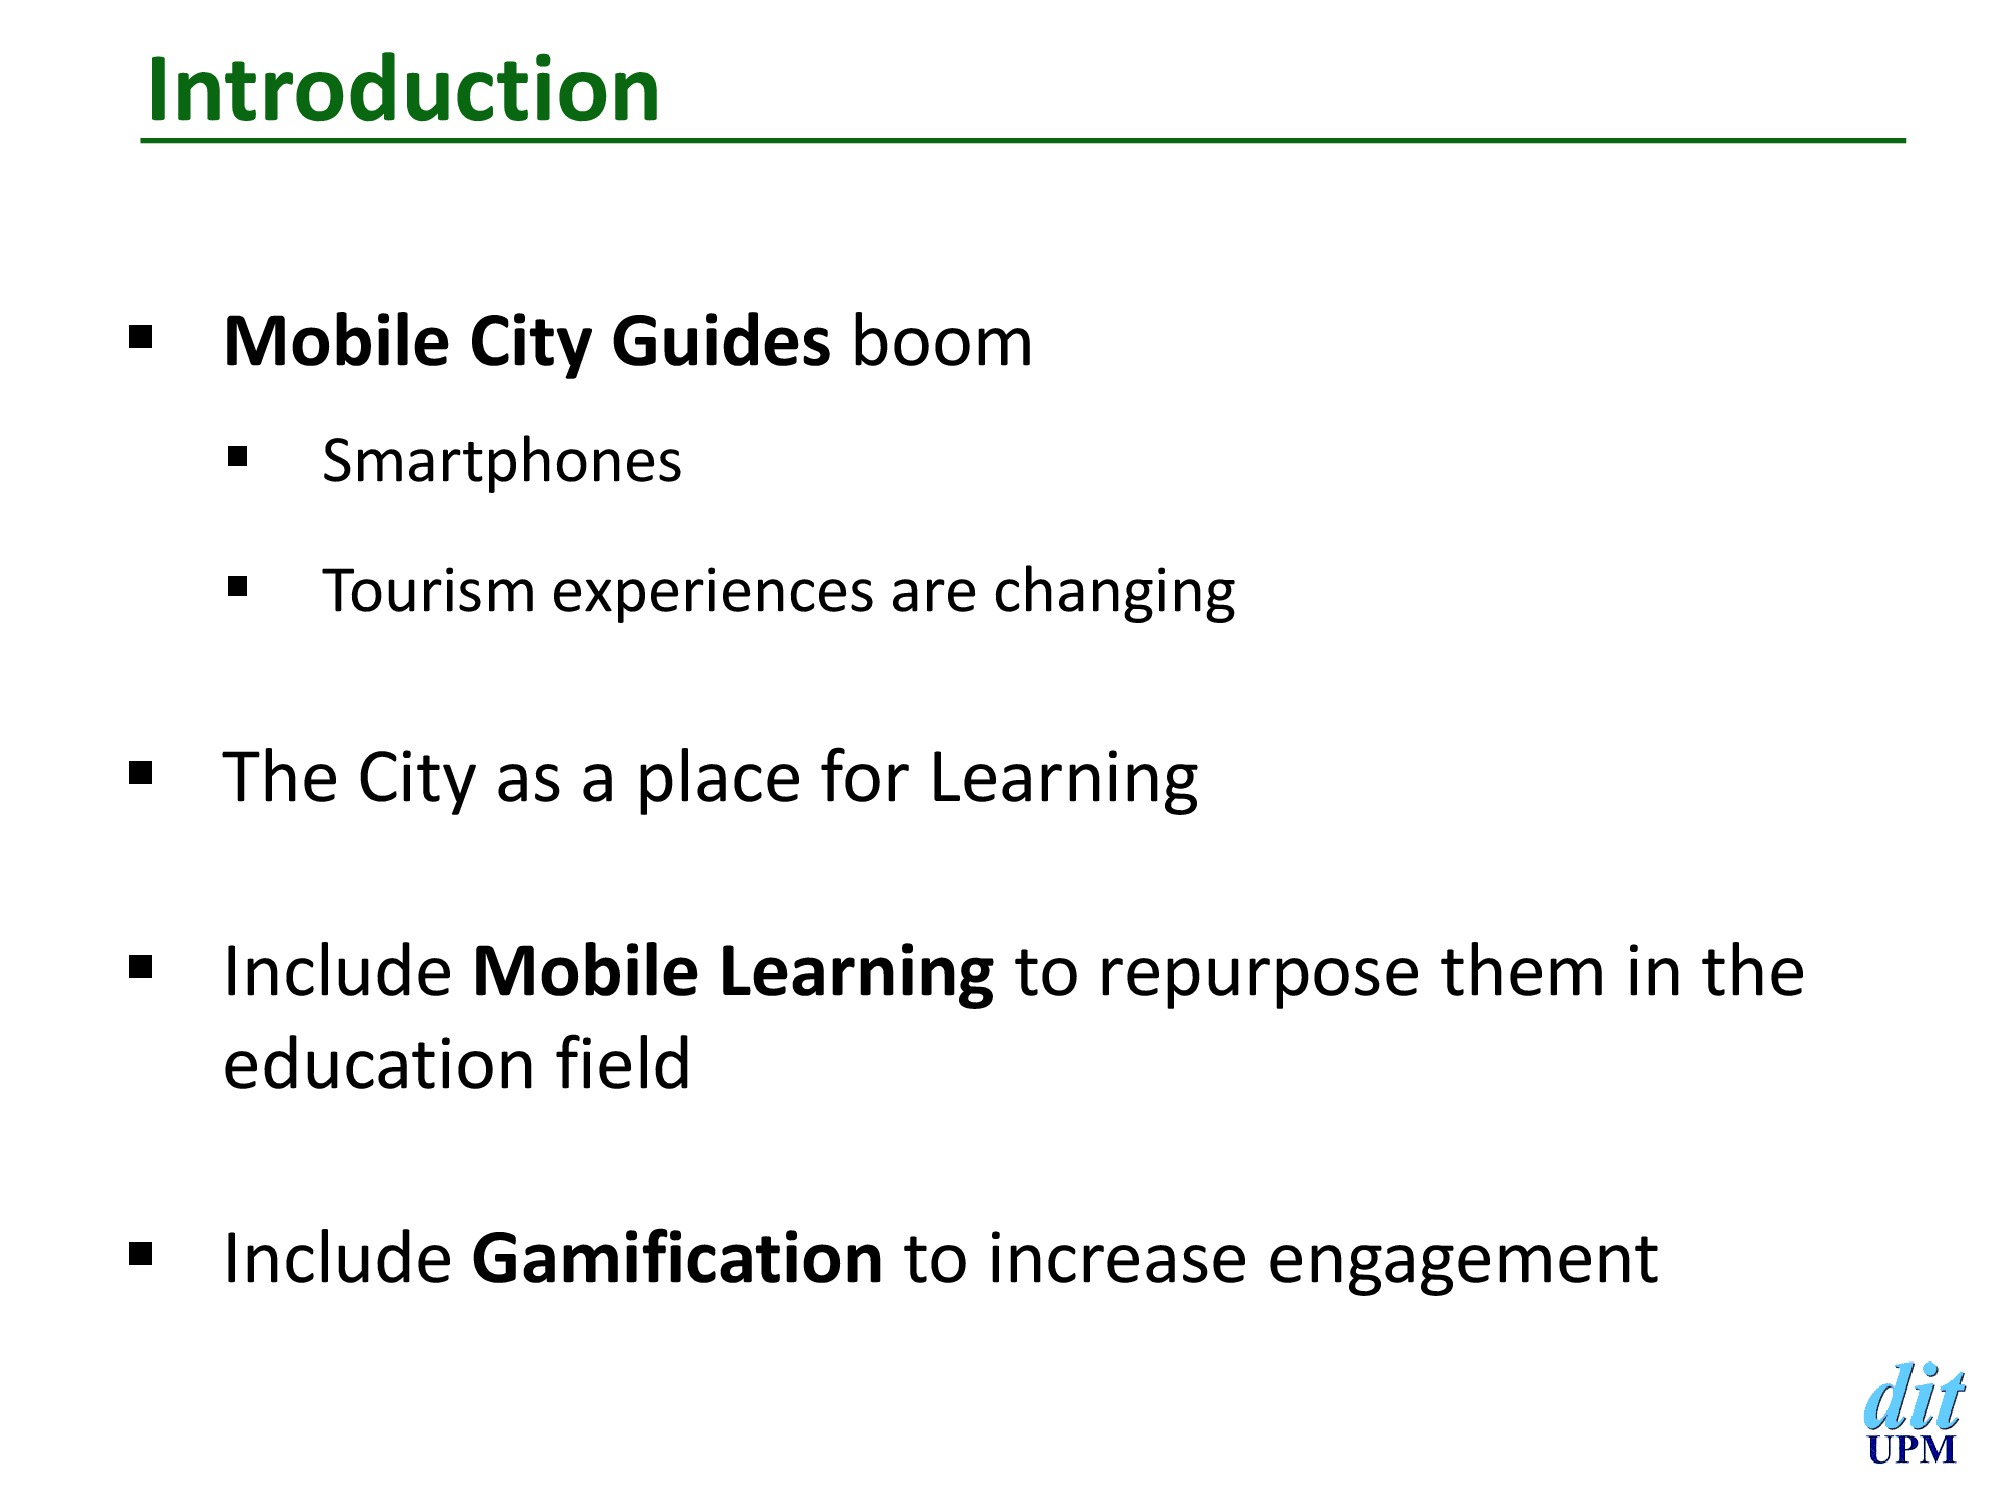 Introduction
▪ Mobile City Guides boom
▪ Smartphones
▪ Tourism experiences are changing
▪ The City as a place for Learning
▪ Include Mobile Learning to repurpose them in the
education field
▪ Include Gamification to increase engagement
dit
UPM